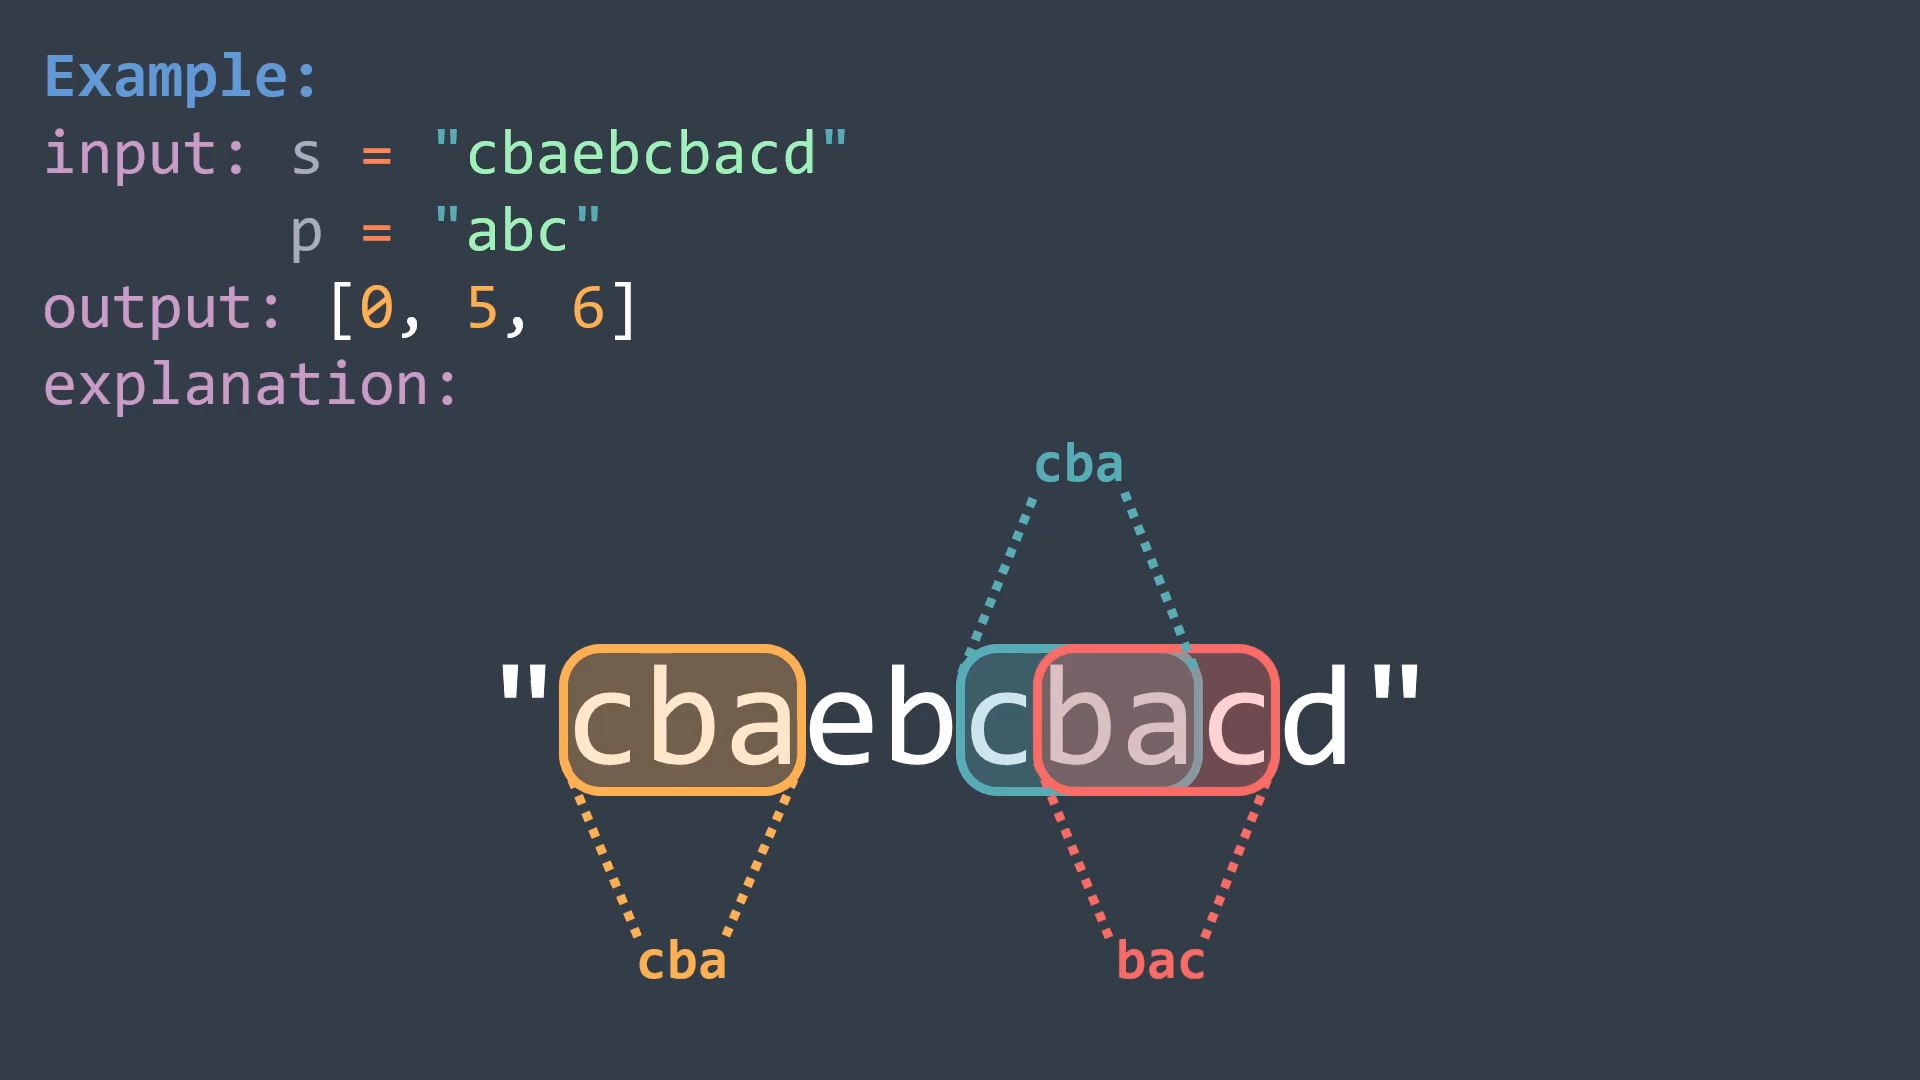 Example:
input: s = "cbaebcbacd"
p = "abc"
output: [0, 5, 6]
explanation:
cba
"cbaebcbacd"
cba
bac